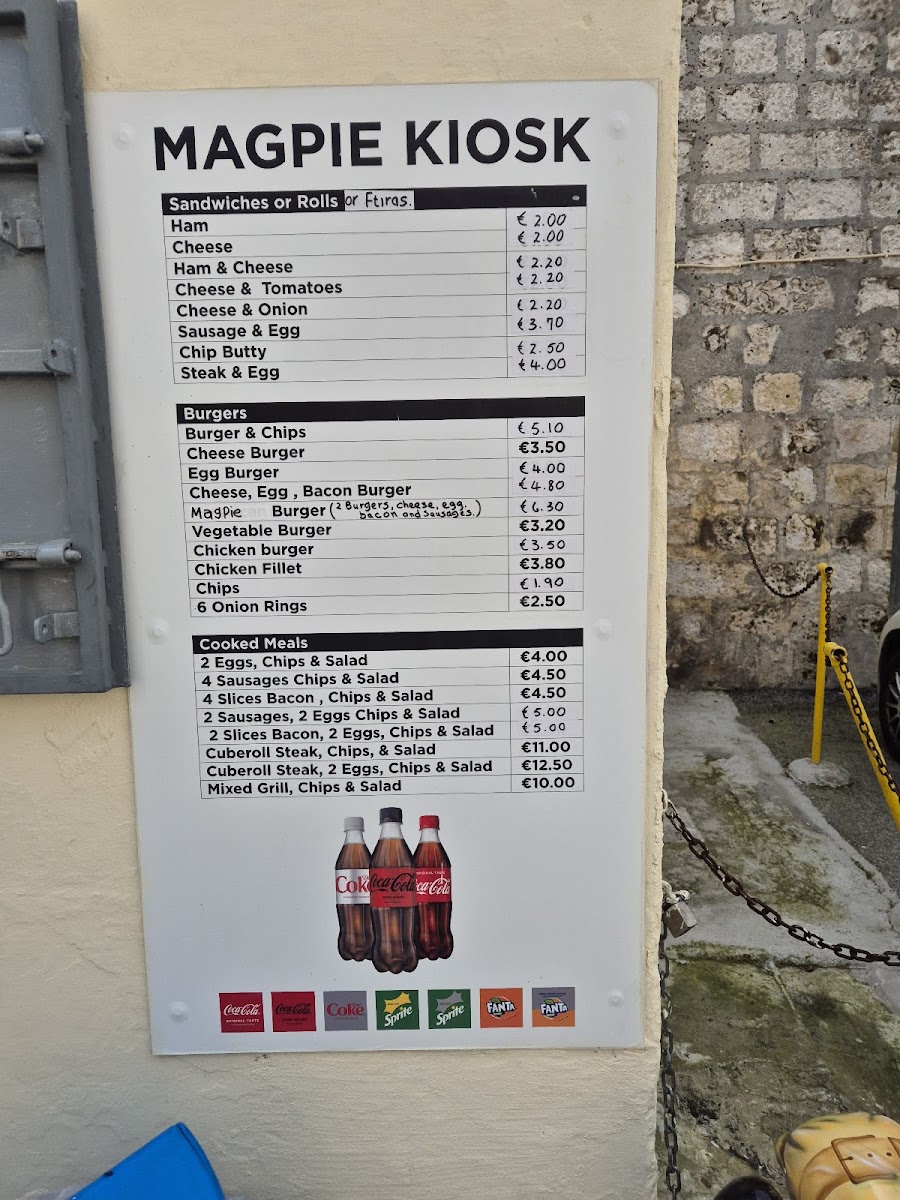 MAGPIE KIOSK
Sandwiches or Rolls or Ftiras.
Ham € 2.00
Cheese € 2.00
Ham & Cheese € 2.20
Cheese & Tomatoes € 2.20
Cheese & Onion € 2.20
Sausage & Egg € 3.70
Chip Butty € 2.50
Steak & Egg € 4.00
Burgers
Burger & Chips € 5.10
Cheese Burger €3.50
Egg Burger € 4.00
Cheese, Egg , Bacon Burger € 4.80
Magpie Burger (2 Burgers, cheese, egg, bacon and sausages.) € 6.30
Vegetable Burger €3.20
Chicken burger € 3.50
Chicken Fillet €3.80
Chips € 1.90
6 Onion Rings €2.50
Cooked Meals
2 Eggs, Chips & Salad €4.00
4 Sausages Chips & Salad €4.50
4 Slices Bacon , Chips & Salad €4.50
2 Sausages, 2 Eggs Chips & Salad € 5.00
2 Slices Bacon, 2 Eggs, Chips & Salad € 5.00
Cuberoll Steak, Chips, & Salad €11.00
Cuberoll Steak, 2 Eggs, Chips & Salad €12.50
Mixed Grill, Chips & Salad €10.00
Coke Coca-Cola Coca-Cola
Coca-Cola Coca-Cola Coke Sprite Sprite FANTA FANTA
ORIGINAL TASTE